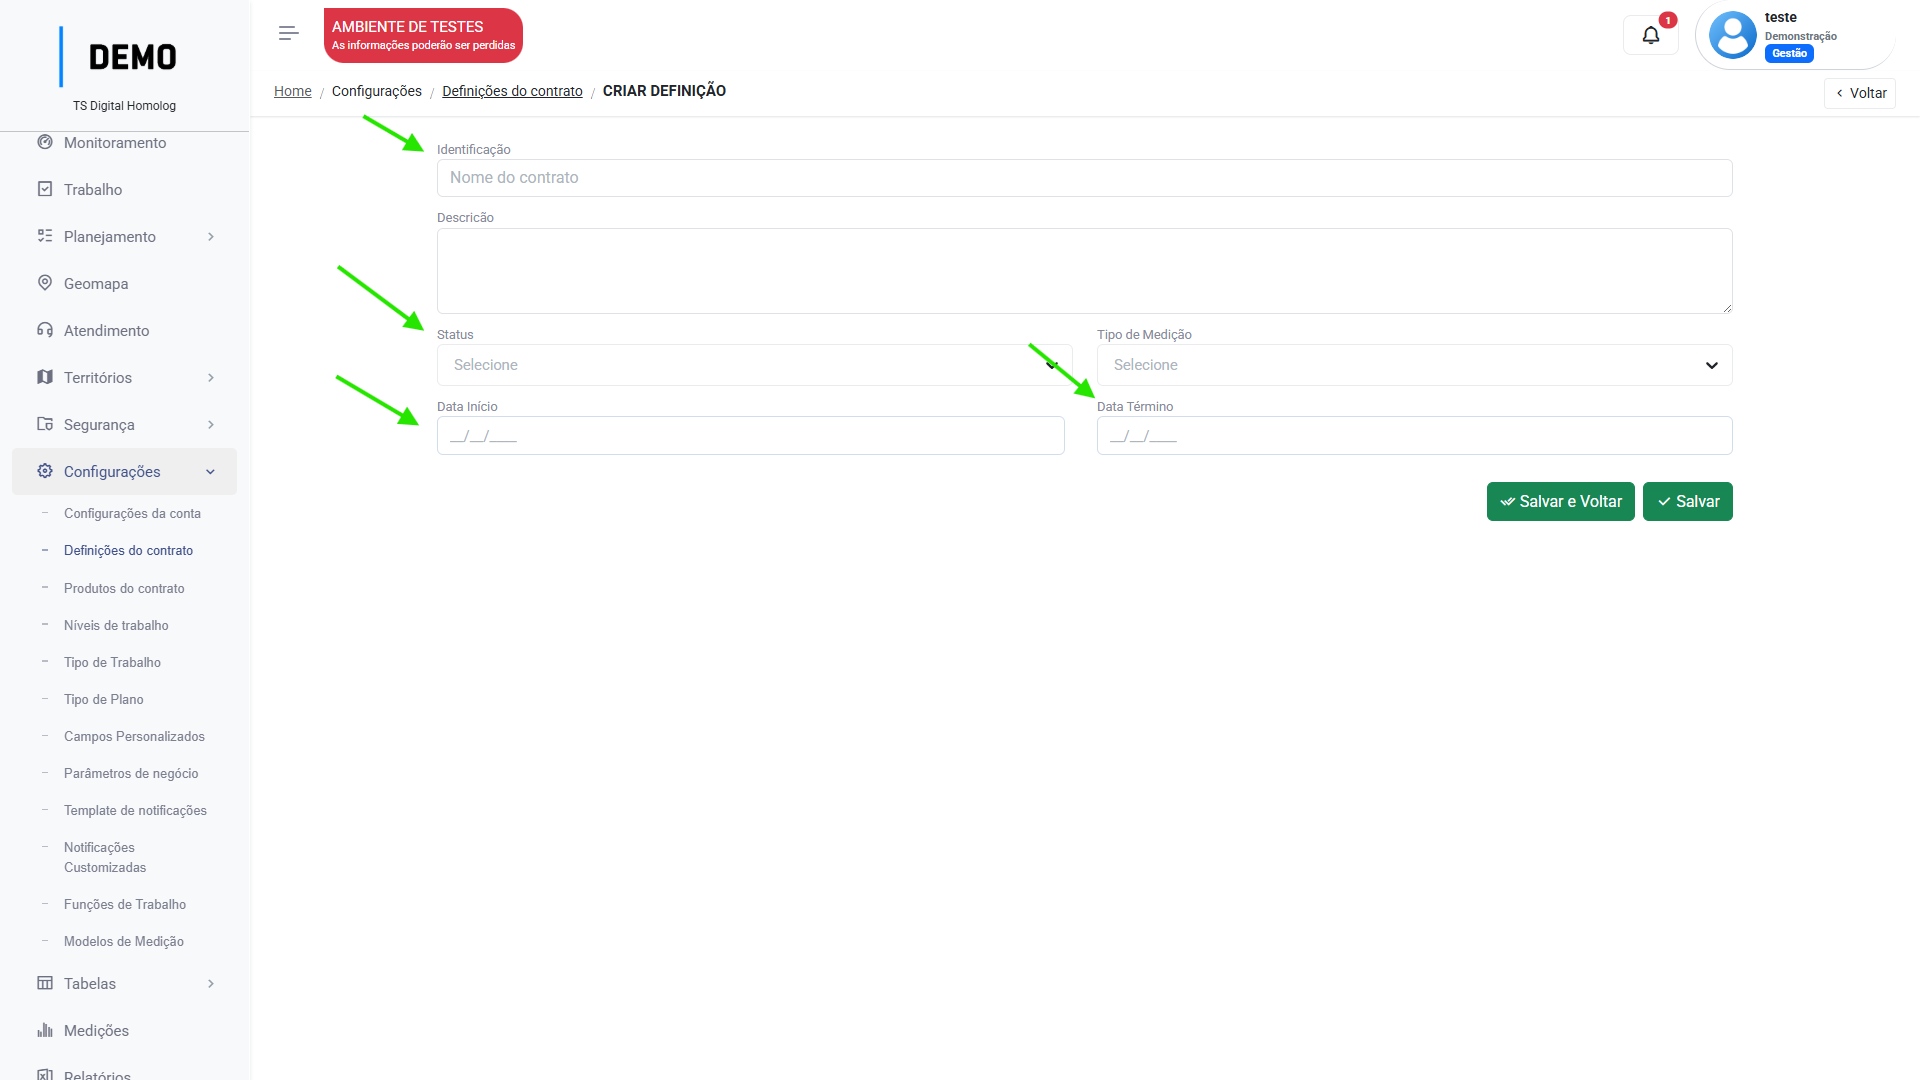 DEMO
TS Digital Homolog
AMBIENTE DE TESTES
As informações poderão ser perdidas
1
teste
Demonstração
Gestão
Home / Configurações / Definições do contrato / CRIAR DEFINIÇÃO
Voltar
Monitoramento
Trabalho
Planejamento
Geomapa
Atendimento
Territórios
Segurança
Configurações
Configurações da conta
Definições do contrato
Produtos do contrato
Níveis de trabalho
Tipo de Trabalho
Tipo de Plano
Campos Personalizados
Parâmetros de negócio
Template de notificações
Notificações
Customizadas
Funções de Trabalho
Modelos de Medição
Tabelas
Medições
Relatórios
Identificação
Nome do contrato
Descricão
Status
Selecione
Tipo de Medição
Selecione
Data Início
__/__/____
Data Término
__/__/____
Salvar e Voltar
Salvar